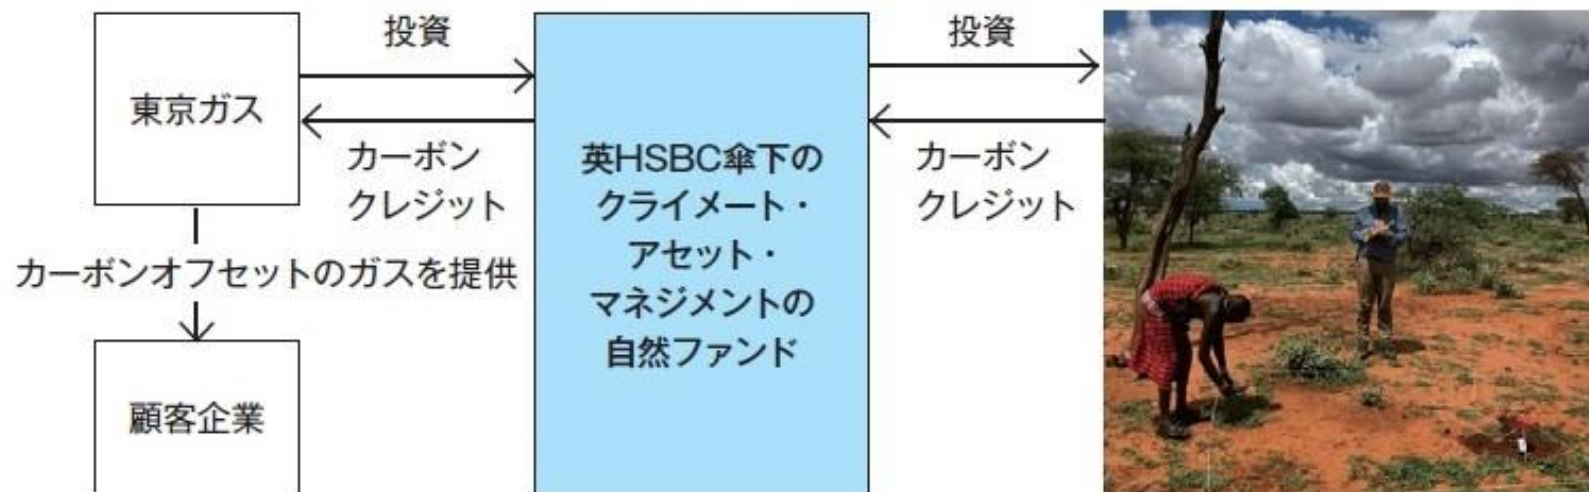 東京ガス
投資
カーボン
クレジット
カーボンオフセットのガスを提供
顧客企業
英HSBC傘下の
クライメート・
アセット・
マネジメントの
自然ファンド
投資
カーボン
クレジット